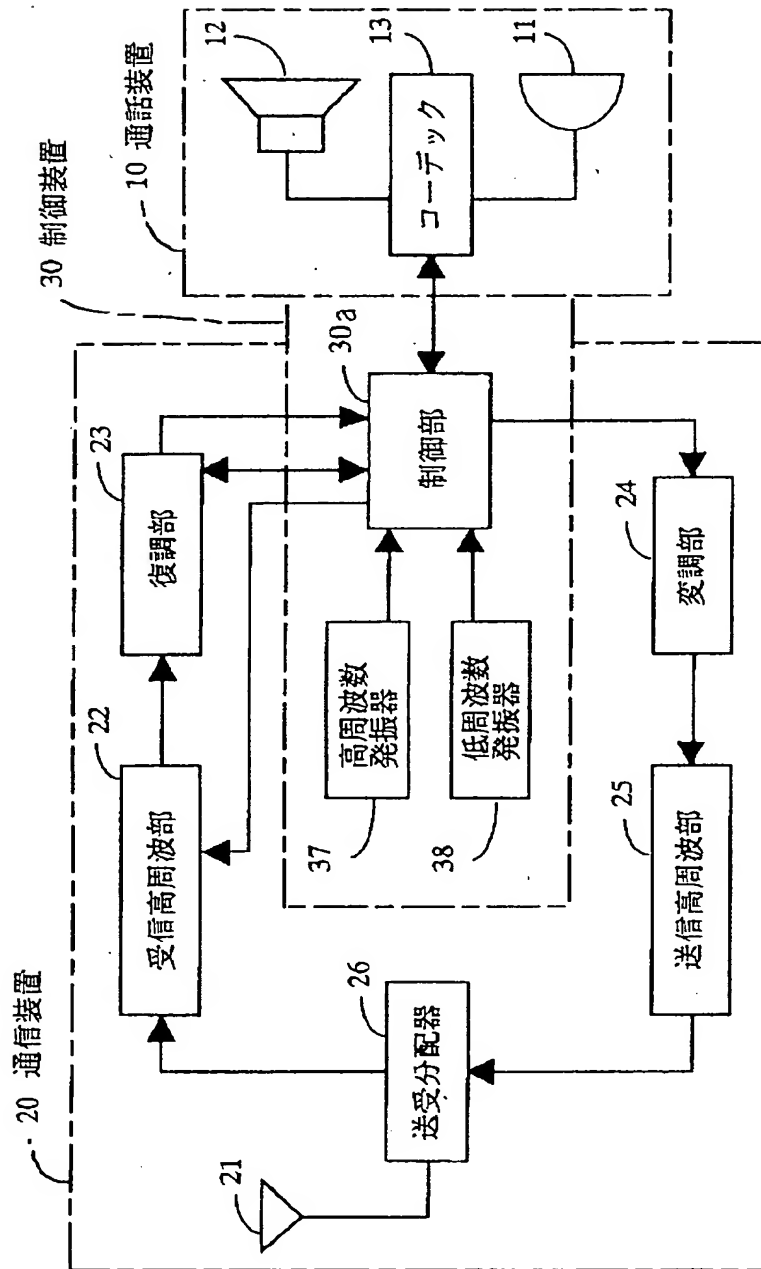 20 通信装置
30 制御装置
10 通話装置
21
26
送受分配器
22
受信高周波部
23
復調部
37
高周波数
発振器
38
低周波数
発振器
30a
制御部
12
13
コーデック
11
24
変調部
25
送信高周波部